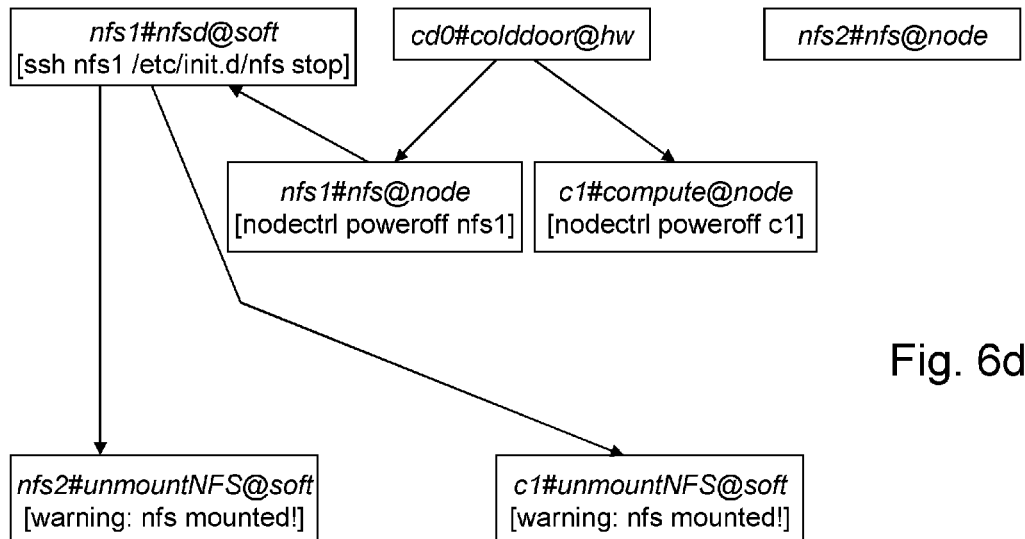 nfs1#nfsd@soft
[ssh nfs1 /etc/init.d/nfs stop]
cd0#colddoor@hw
nfs2#nfs@node
nfs1#nfs@node
[nodectrl poweroff nfs1]
c1#compute@node
[nodectrl poweroff c1]
Fig. 6d
nfs2#unmountNFS@soft
[warning: nfs mounted!]
c1#unmountNFS@soft
[warning: nfs mounted!]